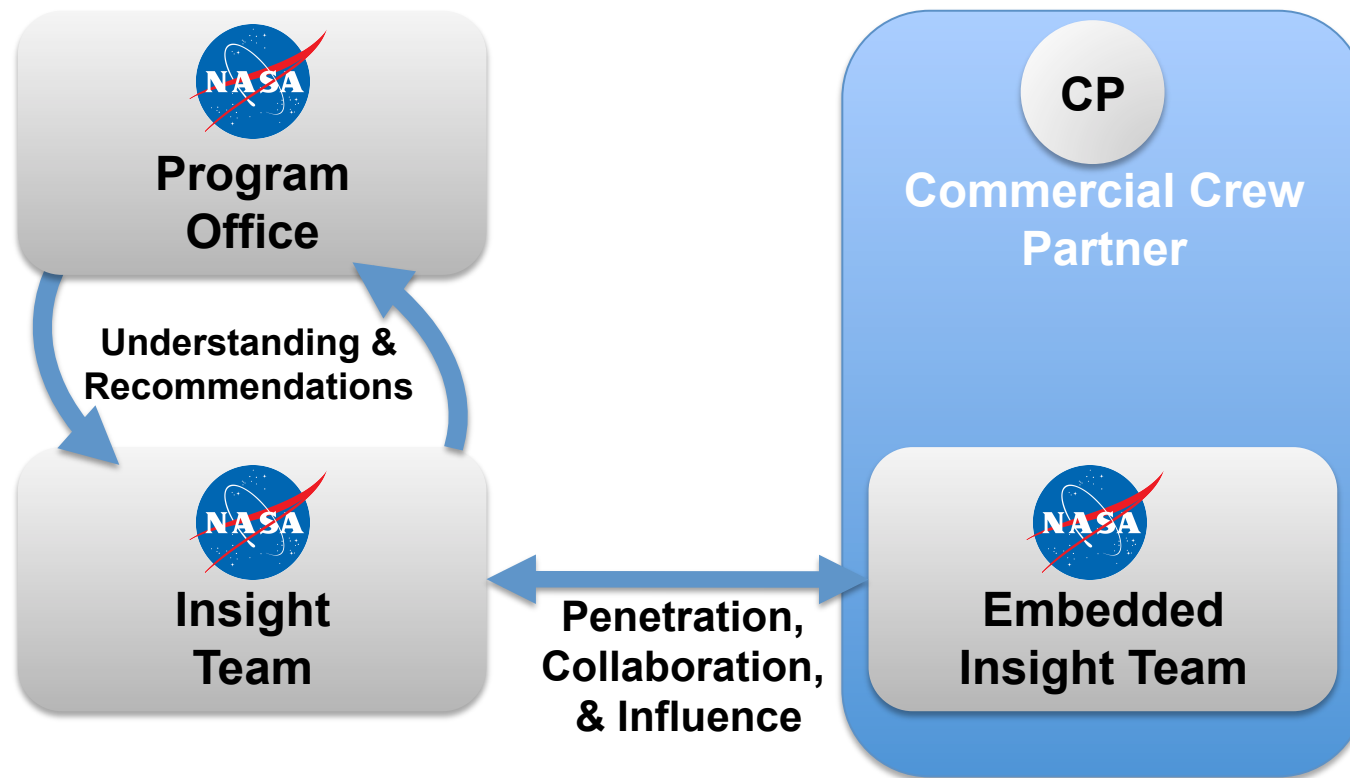 NASA
Program
Office
Understanding &
Recommendations
NASA
Insight
Team
Penetration,
Collaboration,
& Influence
CP
Commercial Crew
Partner
NASA
Embedded
Insight Team